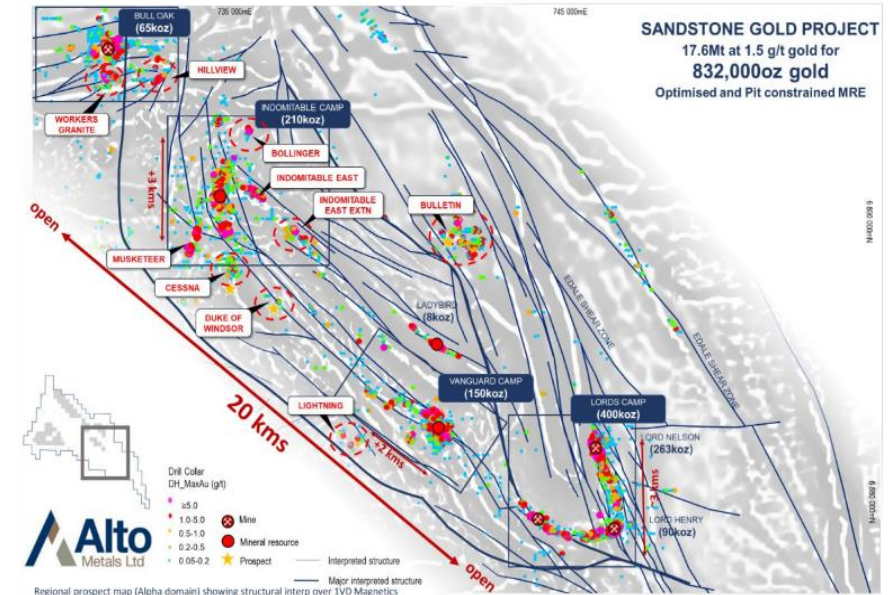 SANDSTONE GOLD PROJECT
17.6Mt at 1.5 g/t gold for
832,000oz gold
Optimised and Pit constrained MRE
735 000mE
745 000mE
BULL OAK
(65koz)
HILLVIEW
WORKERS
GRANITE
INDOMITABLE CAMP
(210koz)
BOLLINGER
INDOMITABLE EAST
INDOMITABLE
EAST EXTN
BULLETIN
+3 kms
open
MUSKETEER
CESSNA
DUKE OF
WINDSOR
LADYBIRD
(8koz)
EDALE SHEAR ZONE
EDALE SHEAR ZONE
6 890 000mN
VANGUARD CAMP
(150koz)
LORDS CAMP
(400koz)
LIGHTNING
20 kms
+2 kms
LORD NELSON
(263koz)
~3 kms
LORD HENRY
(90koz)
6 880 000mN
open
Drill Collar
DH_MaxAu (g/t)
≥5.0
1.0-5.0
0.5-1.0
0.2-0.5
0.05-0.2
Mine
Mineral resource
Prospect
Interpreted structure
Major interpreted structure
Alto
Metals Ltd
Regional prospect map (Alpha domain) showing structural interp over 1VD Magnetics